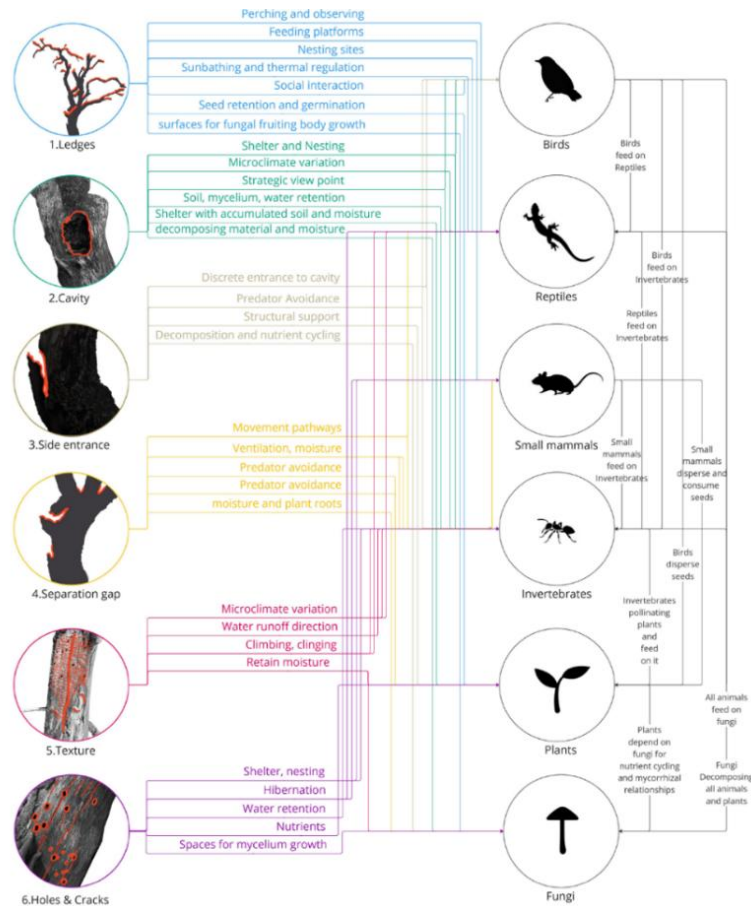 Perching and observing
Feeding platforms
Nesting sites
Sunbathing and thermal regulation
Social interaction
Seed retention and germination
surfaces for fungal fruiting body growth
1.Ledges
Birds
Shelter and Nesting
Microclimate variation
Strategic view point
Soil, mycelium, water retention
Shelter with accumulated soil and moisture
decomposing material and moisture
2.Cavity
Reptiles
Discrete entrance to cavity
Predator Avoidance
Structural support
Decomposition and nutrient cycling
3.Side entrance
Small mammals
Movement pathways
Ventilation, moisture
Predator avoidance
Predator avoidance
moisture and plant roots
4.Separation gap
Invertebrates
Microclimate variation
Water runoff direction
Climbing, clinging
Retain moisture
5.Texture
Plants
Shelter, nesting
Hibernation
Water retention
Nutrients
Spaces for mycelium growth
6.Holes & Cracks
Fungi
Birds
feed on
Reptiles
Birds
feed on
Invertebrates
Reptiles
feed on
Invertebrates
Small
mammals
feed on
Invertebrates
Small
mammals
disperse and
consume
seeds
Birds
disperse
seeds
Invertebrates
pollinating
plants
and
feed
on it
All animals
feed on
fungi
Plants
depend on
fungi for
nutrient cycling
and mycorrhizal
relationships
Fungi
Decomposing
all animals
and plants